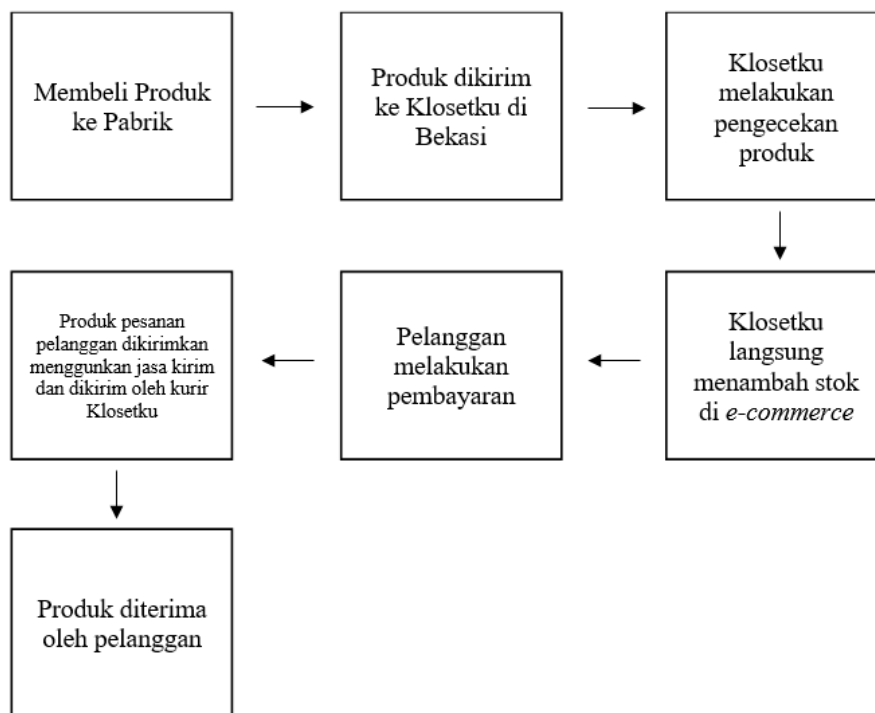 Membeli Produk
ke Pabrik
Produk dikirim
ke Klosetku di
Bekasi
Klosetku
melakukan
pengecekan
produk
Klosetku
langsung
menambah stok
di e-commerce
Pelanggan
melakukan
pembayaran
Produk pesanan
pelanggan dikirimkan
menggunkan jasa kirim
dan dikirim oleh kurir
Klosetku
Produk diterima
oleh pelanggan